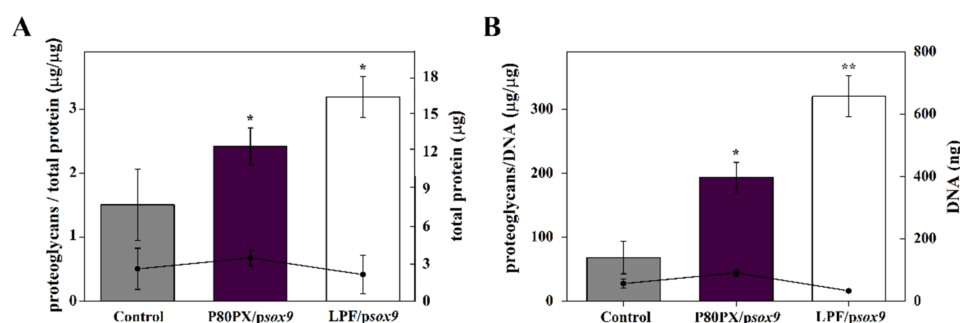 A
proteoglycans / total protein (µg/µg)
3
2
1
0
18
15
12
9
6
3
0
total protein (µg)
*
*
Control
P80PX/psox9
LPF/psox9
B
proteoglycans/DNA (µg/µg)
300
200
100
0
800
600
400
200
0
DNA (ng)
*
**
Control
P80PX/psox9
LPF/psox9